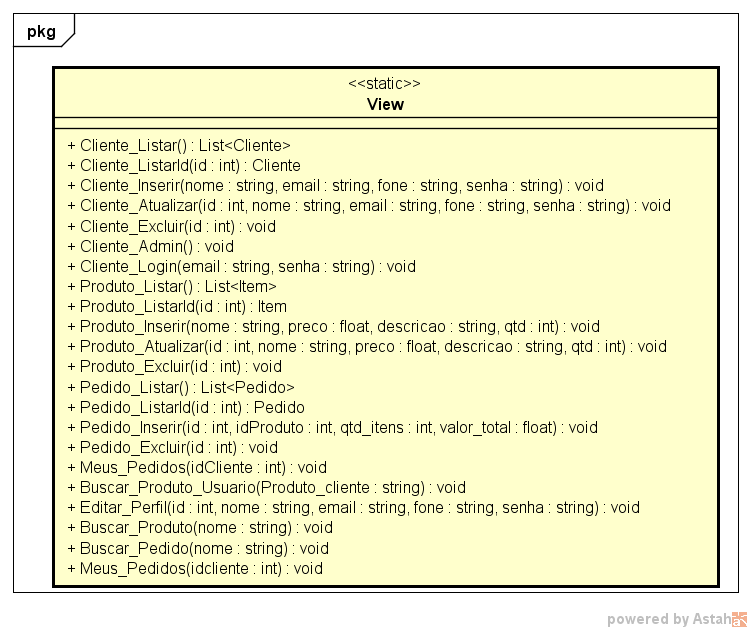 pkg
<<static>>
View
+ Cliente_Listar() : List<Cliente>
+ Cliente_ListarId(id : int) : Cliente
+ Cliente_Inserir(nome : string, email : string, fone : string, senha : string) : void
+ Cliente_Atualizar(id : int, nome : string, email : string, fone : string, senha : string) : void
+ Cliente_Excluir(id : int) : void
+ Cliente_Admin() : void
+ Cliente_Login(email : string, senha : string) : void
+ Produto_Listar() : List<Item>
+ Produto_ListarId(id : int) : Item
+ Produto_Inserir(nome : string, preco : float, descricao : string, qtd : int) : void
+ Produto_Atualizar(id : int, nome : string, preco : float, descricao : string, qtd : int) : void
+ Produto_Excluir(id : int) : void
+ Pedido_Listar() : List<Pedido>
+ Pedido_ListarId(id : int) : Pedido
+ Pedido_Inserir(id : int, idProduto : int, qtd_itens : int, valor_total : float) : void
+ Pedido_Excluir(id : int) : void
+ Meus_Pedidos(idCliente : int) : void
+ Buscar_Produto_Usuario(Produto_cliente : string) : void
+ Editar_Perfil(id : int, nome : string, email : string, fone : string, senha : string) : void
+ Buscar_Produto(nome : string) : void
+ Buscar_Pedido(nome : string) : void
+ Meus_Pedidos(idcliente : int) : void
powered by Astah